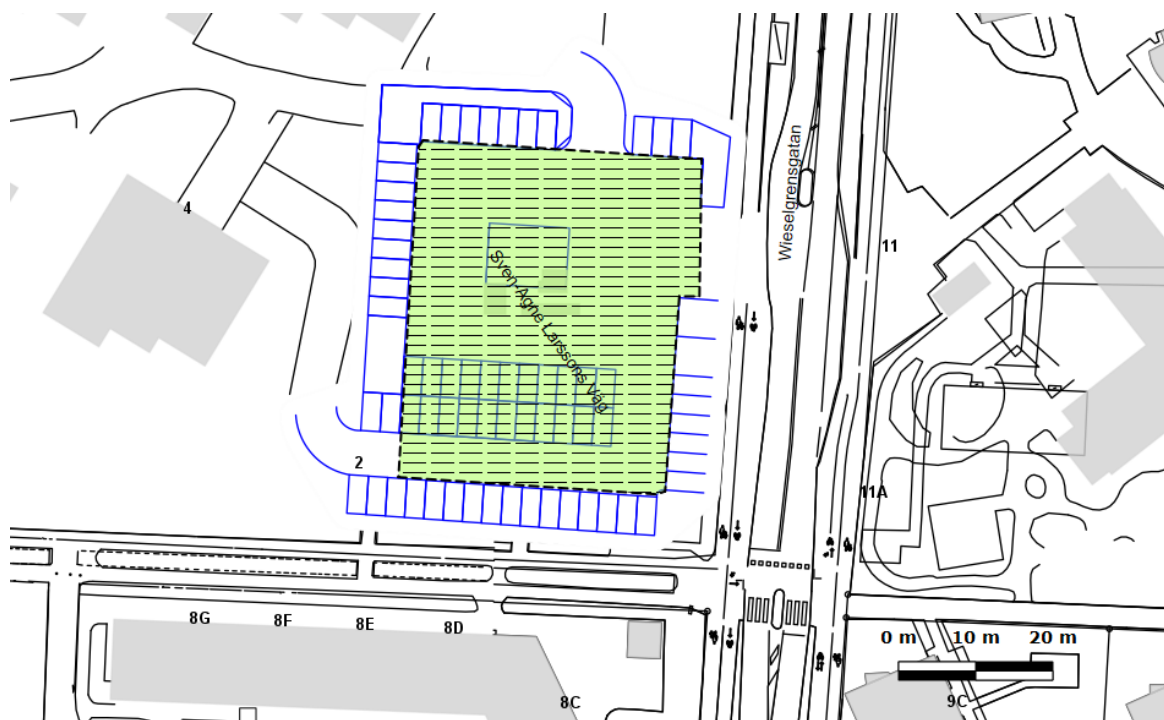 4
Wieselgrensgatan
11
Sven-Agne Larssons Väg
2
11A
8G
8F
8E
8D
0 m 10 m 20 m
8C
9C